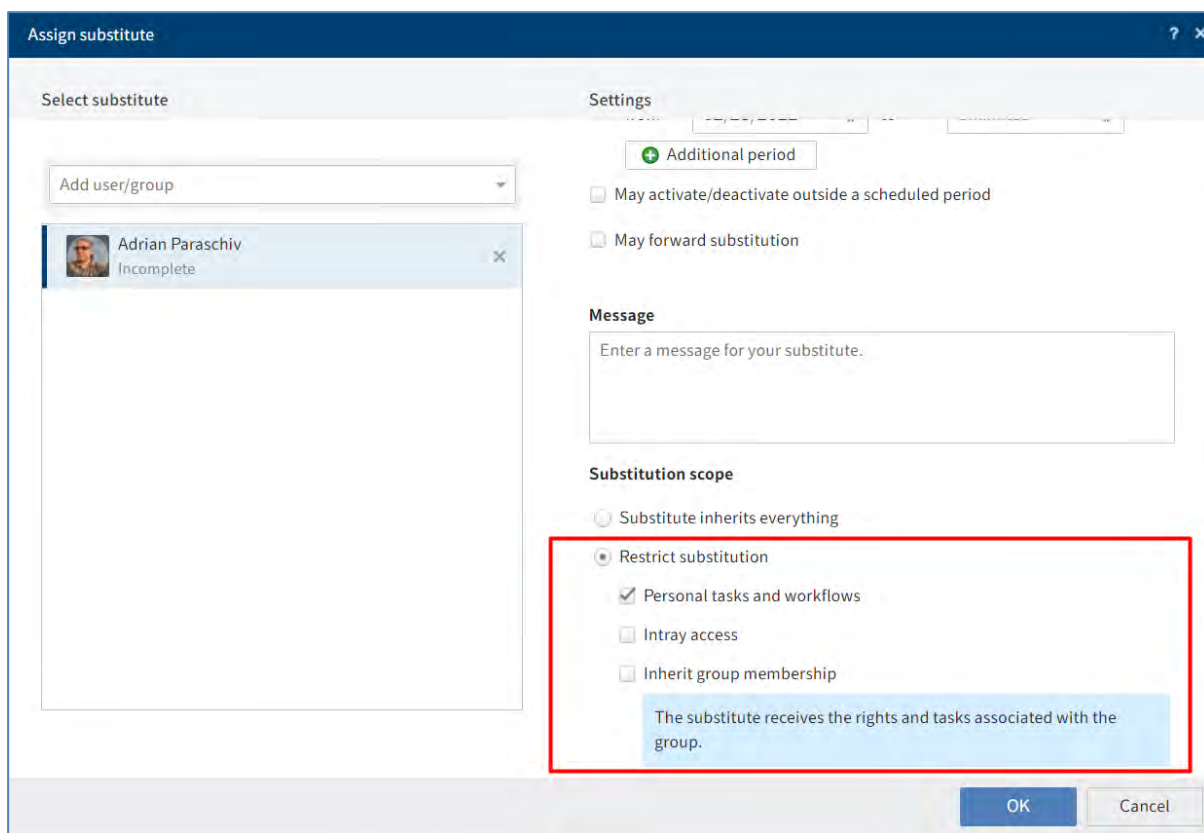 Assign substitute
? ×
Select substitute
Settings
Additional period
Add user/group
May activate/deactivate outside a scheduled period
Adrian Paraschiv
Incomplete
May forward substitution
Message
Enter a message for your substitute.
Substitution scope
Substitute inherits everything
Restrict substitution
Personal tasks and workflows
Intray access
Inherit group membership
The substitute receives the rights and tasks associated with the
group.
OK
Cancel